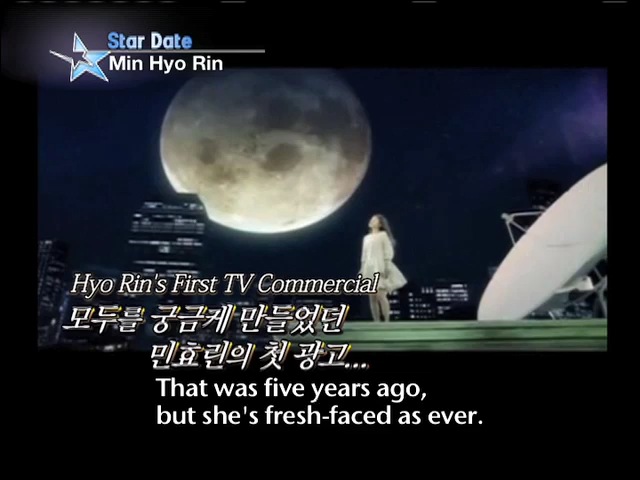 Star Date
Min Hyo Rin
Hyo Rin's First TV Commercial
모두를 궁금케 만들었던
민효린의 첫 광고...
That was five years ago,
but she's fresh-faced as ever.